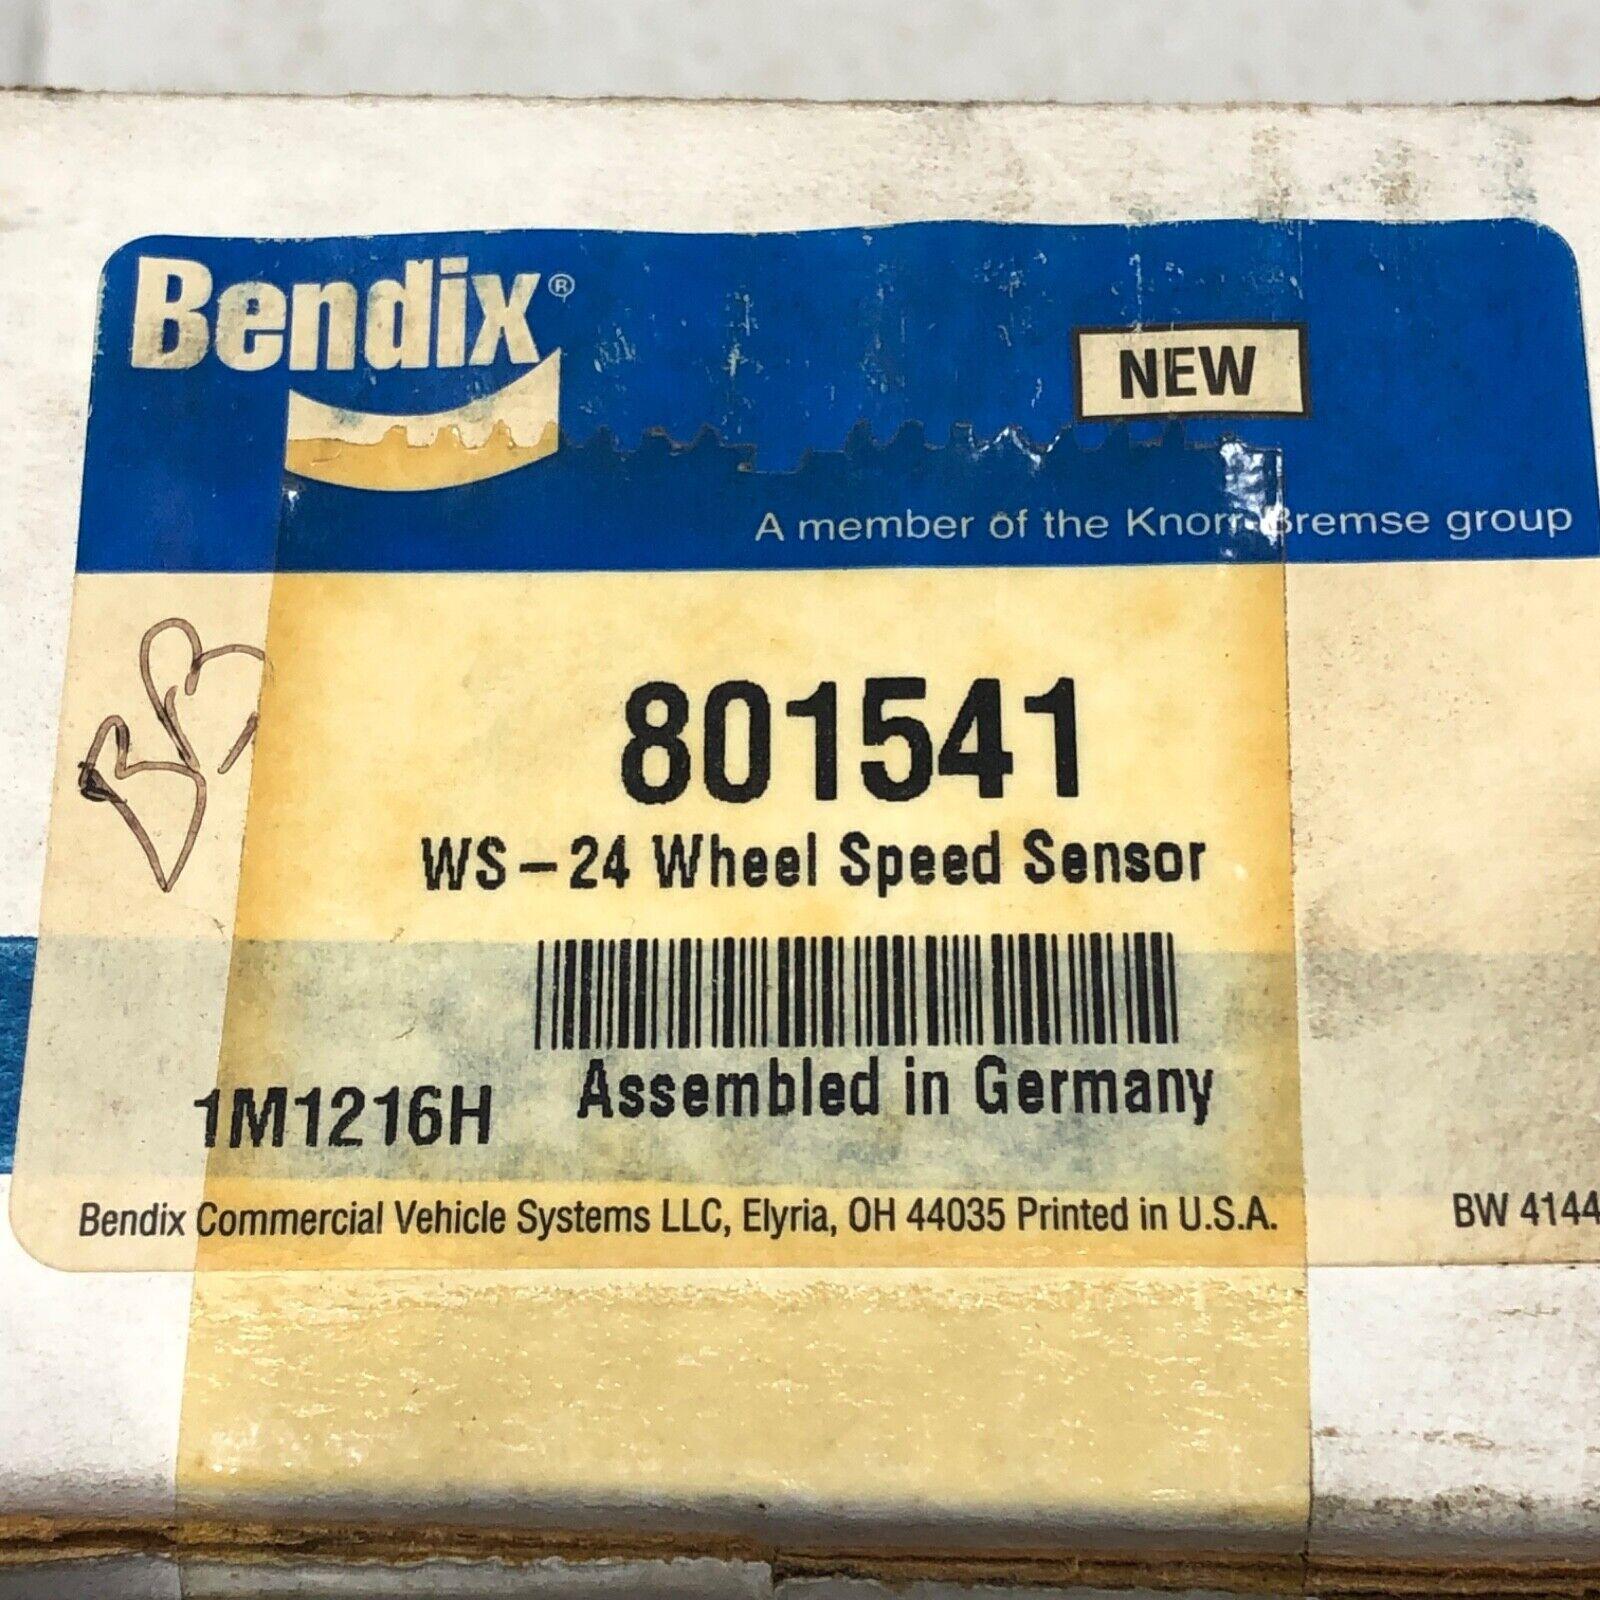 Bendix®
NEW
A member of the Knorr-Bremse group
801541
WS-24 Wheel Speed Sensor
Assembled in Germany
1M1216H
Bendix Commercial Vehicle Systems LLC, Elyria, OH 44035 Printed in U.S.A.
BW 4144